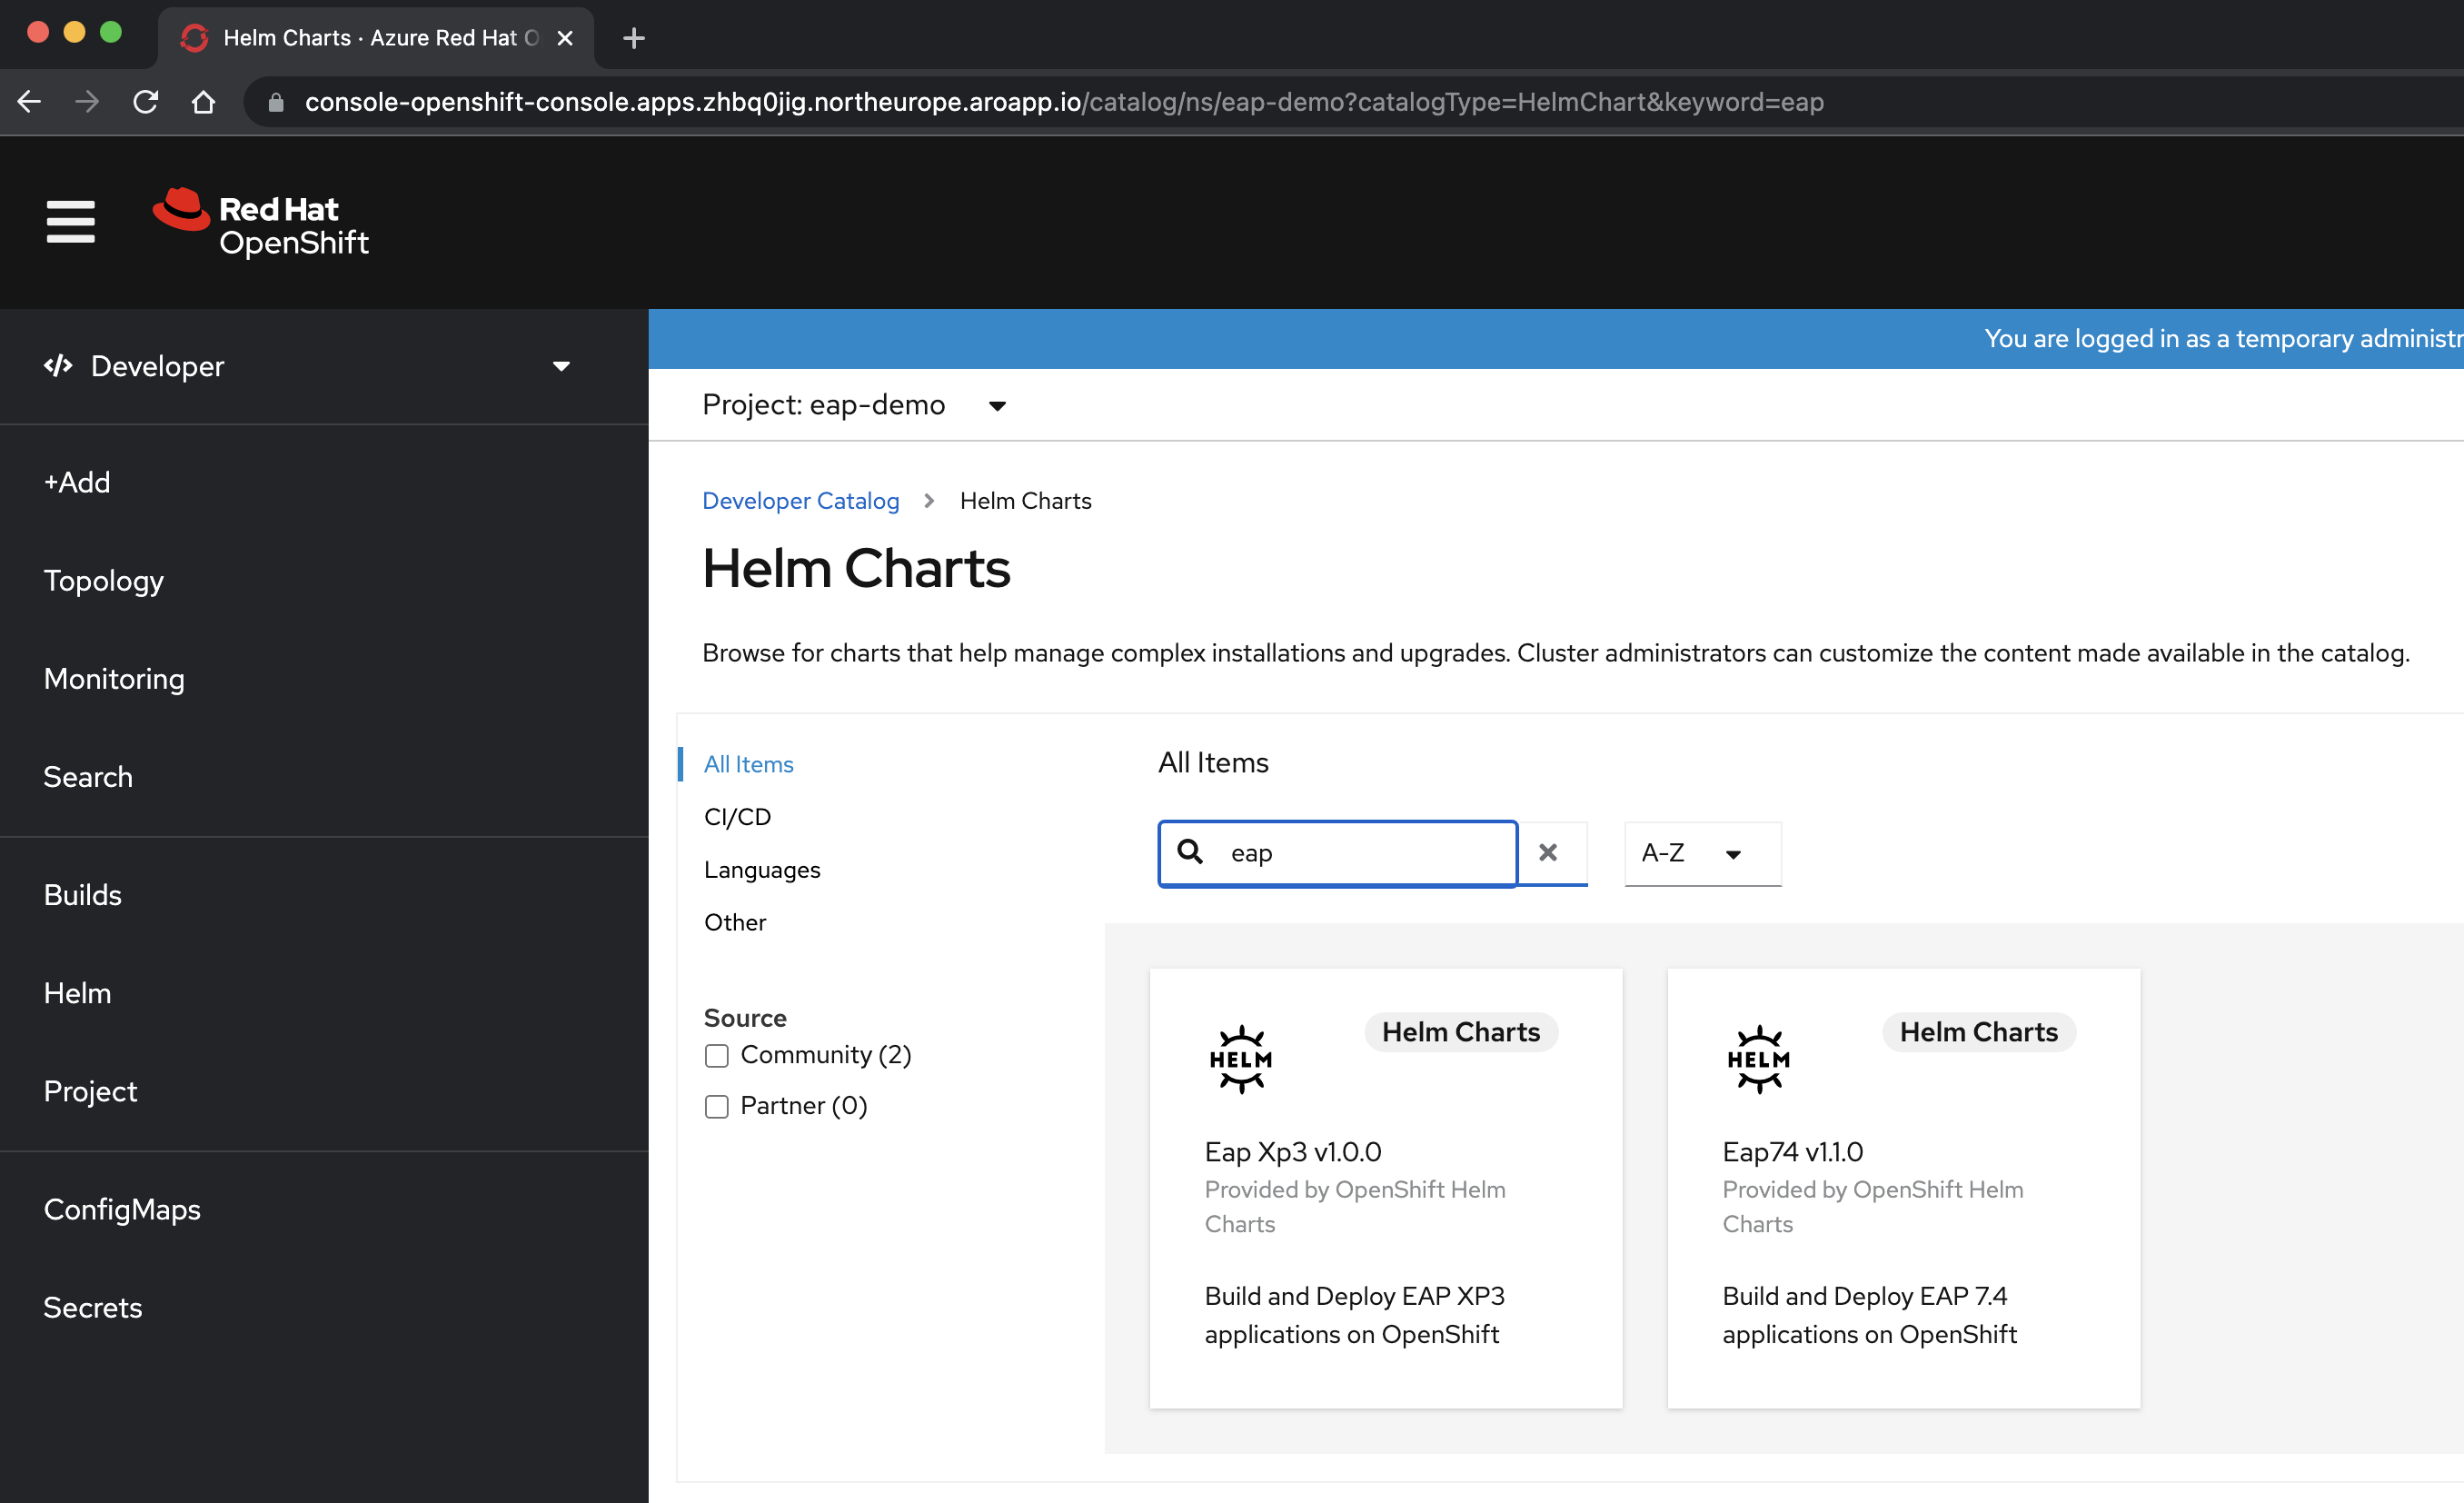 Helm Charts · Azure Red Hat O
console-openshift-console.apps.zhbq0jig.northeurope.aroapp.io/catalog/ns/eap-demo?catalogType=HelmChart&keyword=eap
Red Hat
OpenShift
Developer
You are logged in as a temporary administr
Project: eap-demo
+Add
Topology
Monitoring
Search
Builds
Helm
Project
ConfigMaps
Secrets
Developer Catalog
Helm Charts
Helm Charts
Browse for charts that help manage complex installations and upgrades. Cluster administrators can customize the content made available in the catalog.
All Items
CI/CD
Languages
Other
Source
Community (2)
Partner (0)
All Items
eap
A-Z
HELM
Helm Charts
Eap Xp3 v1.0.0
Provided by OpenShift Helm
Charts
Build and Deploy EAP XP3
applications on OpenShift
HELM
Helm Charts
Eap74 v1.1.0
Provided by OpenShift Helm
Charts
Build and Deploy EAP 7.4
applications on OpenShift